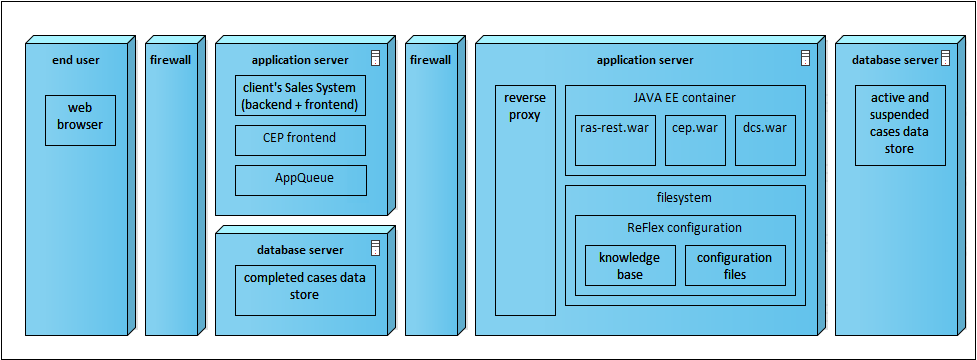 end user
web
browser
firewall
application server
client's Sales System
(backend + frontend)
CEP frontend
AppQueue
database server
completed cases data
store
firewall
application server
reverse
proxy
JAVA EE container
ras-rest.war
cep.war
dcs.war
filesystem
ReFlex configuration
knowledge
base
configuration
files
database server
active and
suspended
cases data
store